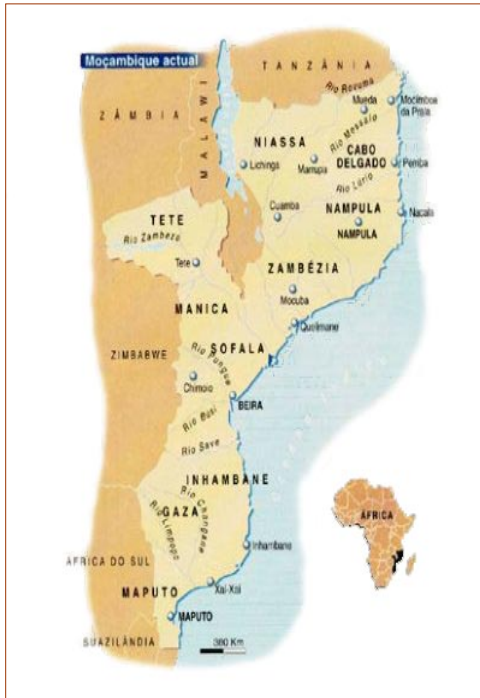 Moçambique actual
TANZÂNIA
ZÂMBIA
MALAWI
Rio Rovuma
Mueda
Mocimboa
da Praia
Rio Messalo
NIASSA
CABO
DELGADO
Lichinga
Marrupa
Pemba
Rio Lúrio
Cuamba
NAMPULA
Nacala
NAMPULA
TETE
Rio Zambeze
Tete
ZAMBÉZIA
Mocuba
MANICA
Quelimane
SOFALA
ZIMBABWE
Rio Pungue
Chimoio
BEIRA
Rio Busi
Rio Save
INHAMBANE
GAZA
Rio Changane
Rio Limpopo
ÁFRICA
Inhambane
ÁFRICA DO SUL
Xai-Xai
MAPUTO
MAPUTO
SUAZILÂNDIA
380 Km